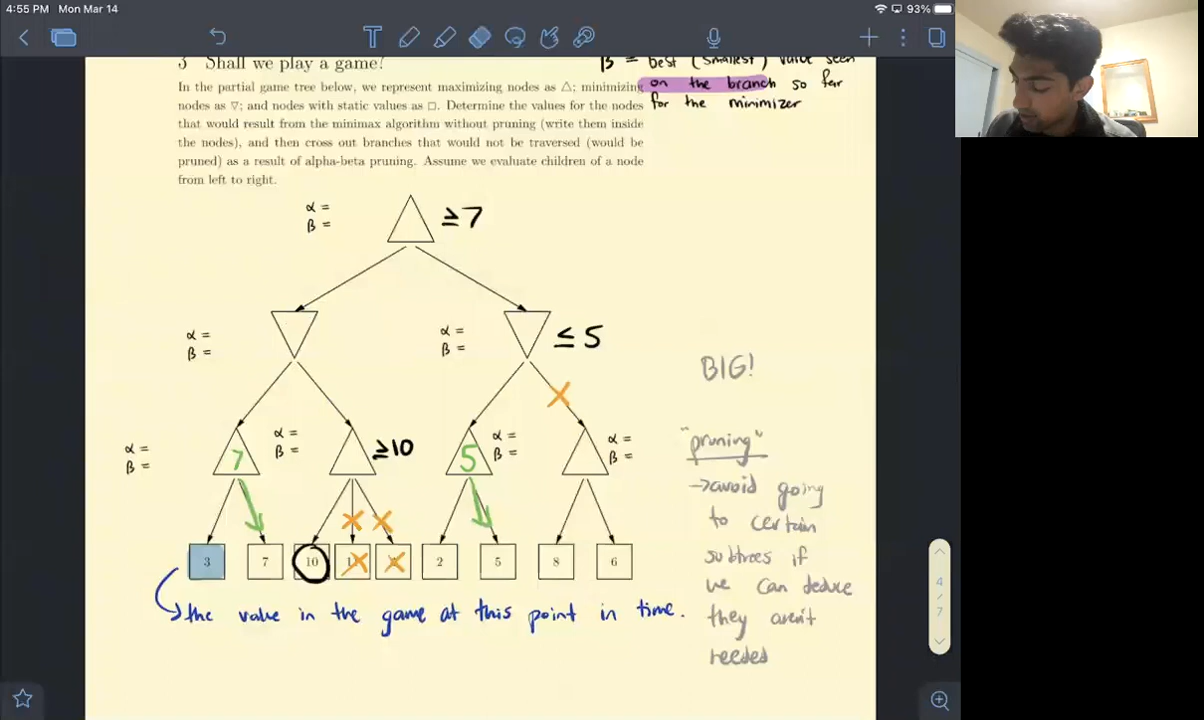 4:55 PM Mon Mar 14
93%
T
3 Shall we play a game?
β = best (smallest) value seen
on the branch so far
for the minimizer
In the partial game tree below, we represent maximizing nodes as △; minimizing
nodes as ▽; and nodes with static values as □. Determine the values for the nodes
that would result from the minimax algorithm without pruning (write them inside
the nodes), and then cross out branches that would not be traversed (would be
pruned) as a result of alpha-beta pruning. Assume we evaluate children of a node
from left to right.
α =
β =
≥7
α =
β =
α =
β =
≤ 5
BIG!
α =
β =
7
α =
β =
≥10
5
α =
β =
α =
β =
"pruning"
→avoid going
to certain
subtrees if
we can deduce
they aren't
needed
3
7
10
2
5
8
6
the value in the game at this point in time.
4
/
7